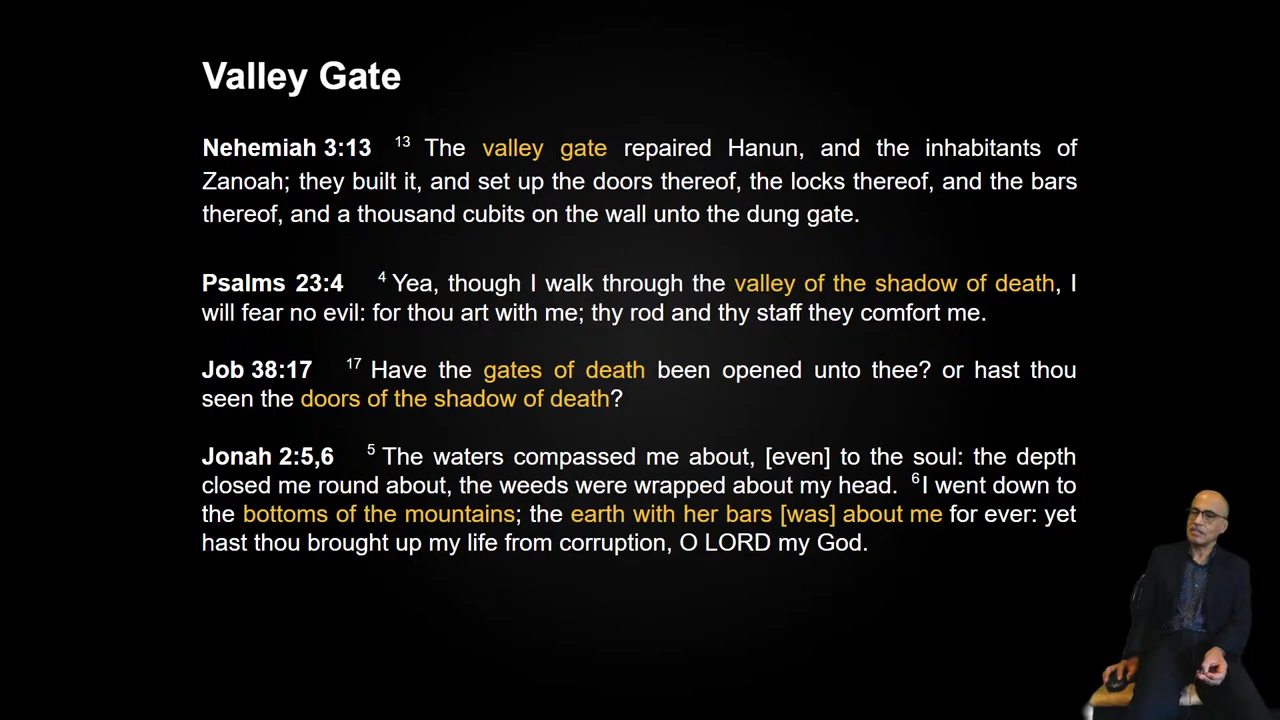 Valley Gate
Nehemiah 3:13 13 The valley gate repaired Hanun, and the inhabitants of
Zanoah; they built it, and set up the doors thereof, the locks thereof, and the bars
thereof, and a thousand cubits on the wall unto the dung gate.
Psalms 23:4 4 Yea, though I walk through the valley of the shadow of death, I
will fear no evil: for thou art with me; thy rod and thy staff they comfort me.
Job 38:17 17 Have the gates of death been opened unto thee? or hast thou
seen the doors of the shadow of death?
Jonah 2:5,6 5 The waters compassed me about, [even] to the soul: the depth
closed me round about, the weeds were wrapped about my head. 6 I went down to
the bottoms of the mountains; the earth with her bars [was] about me for ever: yet
hast thou brought up my life from corruption, O LORD my God.